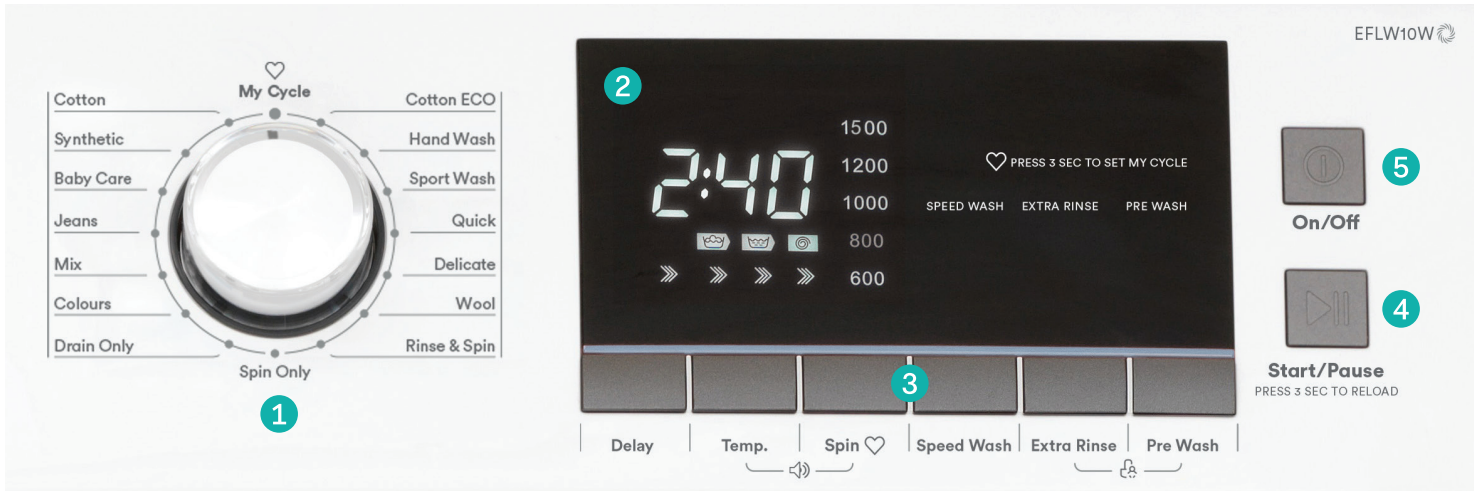 EFLW10W
My Cycle
Cotton
Synthetic
Baby Care
Jeans
Mix
Colours
Drain Only
Cotton ECO
Hand Wash
Sport Wash
Quick
Delicate
Wool
Rinse & Spin
Spin Only
1
2
2:40
1500
1200
1000
800
600
PRESS 3 SEC TO SET MY CYCLE
SPEED WASH EXTRA RINSE PRE WASH
3
Delay Temp. Spin Speed Wash Extra Rinse Pre Wash
5
On/Off
4
Start/Pause
PRESS 3 SEC TO RELOAD